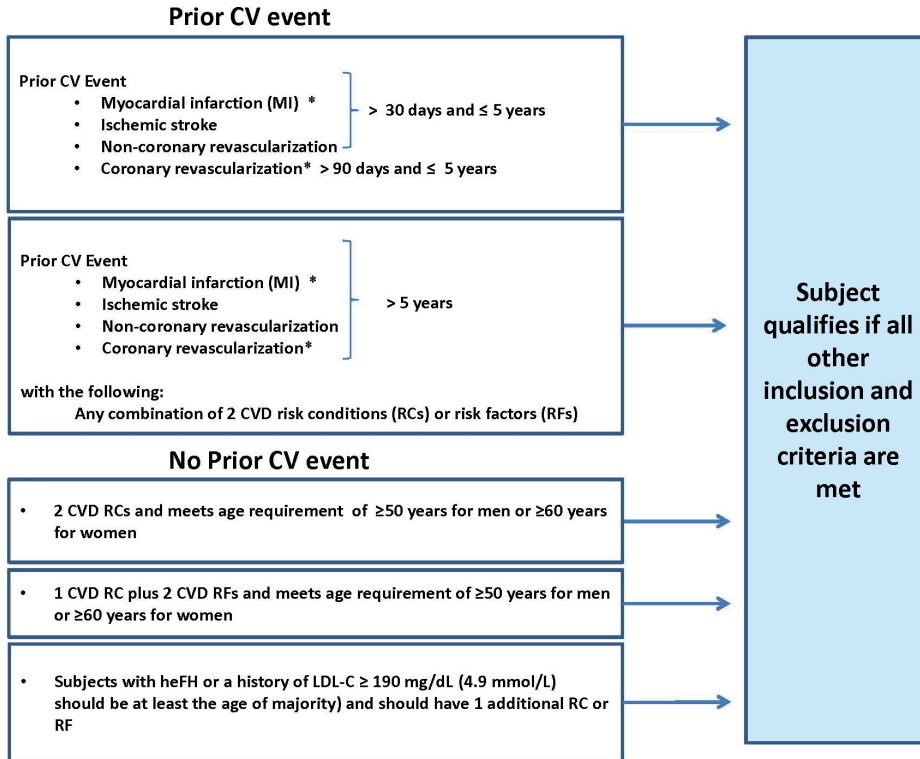 Prior CV event
Prior CV Event
• Myocardial infarction (MI) *
• Ischemic stroke
• Non-coronary revascularization
> 30 days and ≤ 5 years
• Coronary revascularization* > 90 days and ≤ 5 years
Prior CV Event
• Myocardial infarction (MI) *
• Ischemic stroke
• Non-coronary revascularization
• Coronary revascularization*
> 5 years
with the following:
Any combination of 2 CVD risk conditions (RCs) or risk factors (RFs)
No Prior CV event
• 2 CVD RCs and meets age requirement of ≥50 years for men or ≥60 years
for women
• 1 CVD RC plus 2 CVD RFs and meets age requirement of ≥50 years for men
or ≥60 years for women
• Subjects with heFH or a history of LDL-C ≥ 190 mg/dL (4.9 mmol/L)
should be at least the age of majority) and should have 1 additional RC or
RF
Subject
qualifies if all
other
inclusion and
exclusion
criteria are
met